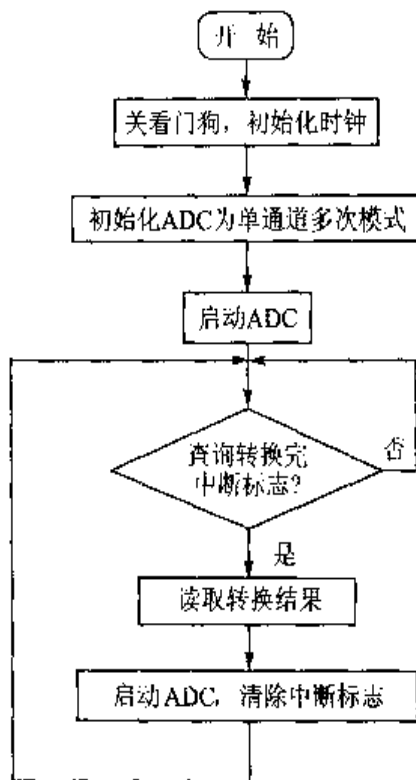 开 始
关看门狗，初始化时钟
初始化ADC为单通道多次模式
启动ADC
查询转换完
中断标志?
否
是
读取转换结果
启动ADC，清除中断标志